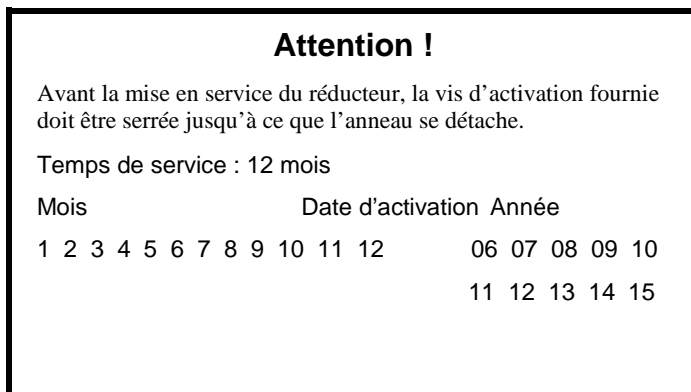 Attention !
Avant la mise en service du réducteur, la vis d’activation fournie
doit être serrée jusqu’à ce que l’anneau se détache.
Temps de service : 12 mois
Mois Date d’activation Année
1 2 3 4 5 6 7 8 9 10 11 12 06 07 08 09 10
11 12 13 14 15